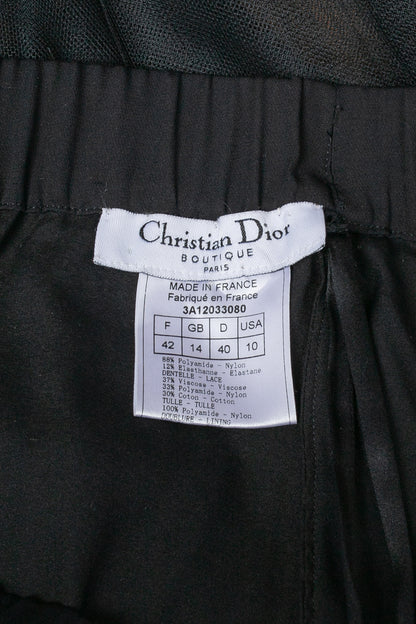 Christian Dior
BOUTIQUE
PARIS
MADE IN FRANCE
Fabriqué en France
3A12033080
F GB D USA
42 14 40 10
88% Polyamide - Nylon
12% Elasthanne - Elastane
DENTELLE - LACE
37% Viscose - Viscose
33% Polyamide - Nylon
30% Coton - Cotton
TULLE - TULLE
100% Polyamide - Nylon
DOUBLURE - LINING